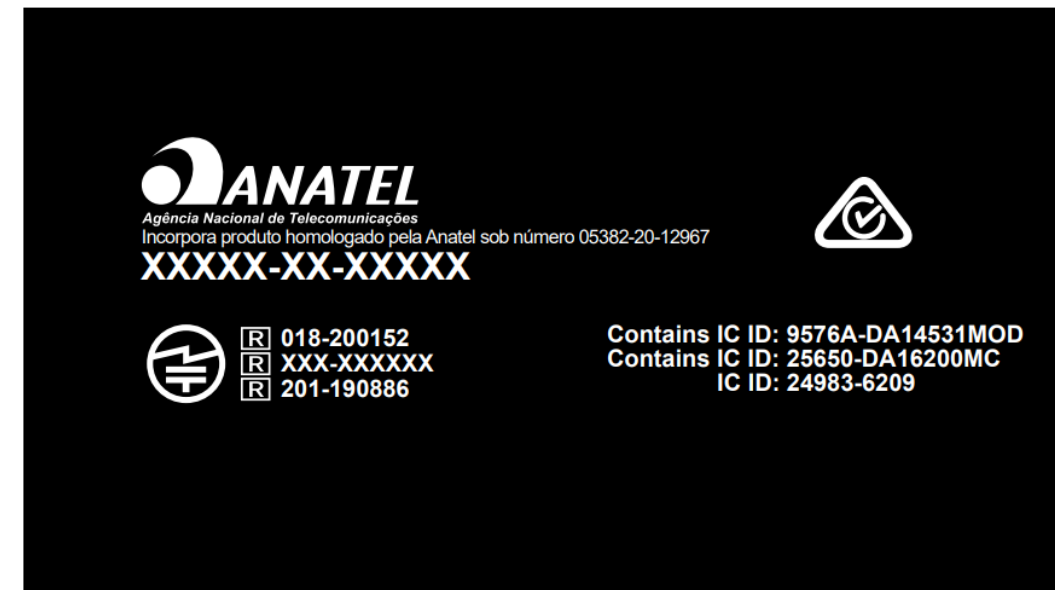 ANATEL
Agência Nacional de Telecomunicações
Incorpora produto homologado pela Anatel sob número 05382-20-12967
XXXXX-XX-XXXXX
R 018-200152
R XXX-XXXXXX
R 201-190886
Contains IC ID: 9576A-DA14531MOD
Contains IC ID: 25650-DA16200MC
IC ID: 24983-6209